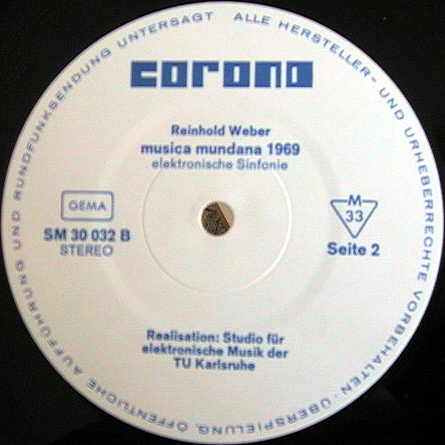 ALLE HERSTELLER- UND URHEBERRECHTE VORBEHALTEN · ÜBERSPIELUNG, ÖFFENTLICHE AUFFÜHRUNG UND RUNDFUNKSENDUNG UNTERSAGT
corona
Reinhold Weber
musica mundana 1969
elektronische Sinfonie
GEMA
SM 30 032 B
STEREO
M
33
Seite 2
Realisation: Studio für
elektronische Musik der
TU Karlsruhe